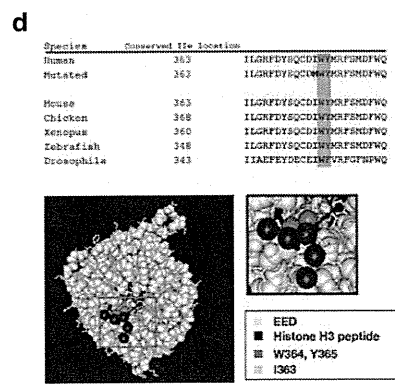 d
Species Conserved Ile location
Human 363 ILGRFDYSQCDIWYMRFSMDFWQ
Mutated 363 ILGRFDYSQCDMWYMRFSMDFWQ
Mouse 363 ILGRFDYSQCDIWYMRFSMDFWQ
Chicken 368 ILGRFDYSQCDIWYMRFSMDFWQ
Xenopus 360 ILGRFDYSQCDIWYMRFSMDFWQ
Zebrafish 348 ILGRFDYSQCDIWYMRFSMDFWQ
Drosophila 343 IIAEFEYDECEIWFVRFGFNPWQ
EED
Histone H3 peptide
W364, Y365
I363